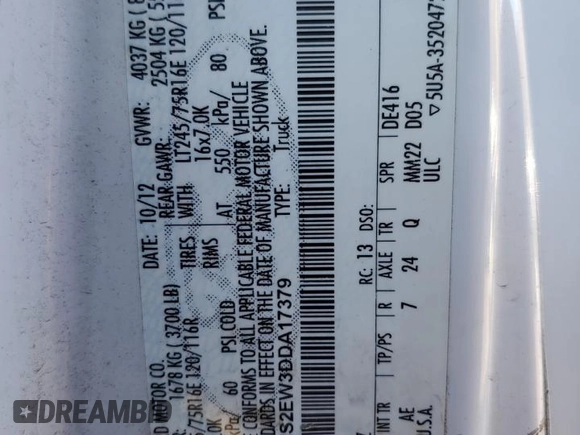 D MOTOR CO. DATE: 10/12 GVWR: 4037 KG
1678 KG ( 3700 LB) REAR GAWR: 2504 KG
/75R16E 120/116R TIRES WITH LT245/75R16E 120/11
RIMS 16x7.0K
kPa/ 60 PSI COLD AT 550 kPa/ 80
CONFORMS TO ALL APPLICABLE FEDERAL MOTOR VEHICLE
IN EFFECT ON THE DATE OF MANUFACTURE SHOWN ABOVE.
S2EW3DDA17379 TYPE: Truck
RC: 13 DSO:
INT TR TP/PS R AXLE TR SPR DE416
AE 7 24 Q MM22 D05
U.S.A. ULC ▽5U5A-352047
DREAMBID